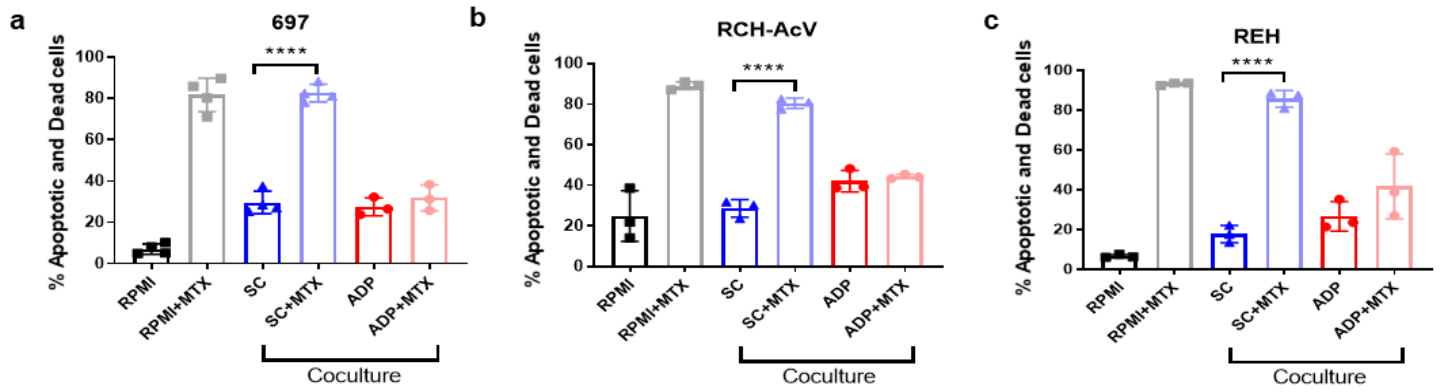 a
697
% Apoptotic and Dead cells
100
80
60
40
20
0
****
RPMI
RPMI+MTX
SC
SC+MTX
ADP
ADP+MTX
Coculture
b
RCH-AcV
% Apoptotic and Dead cells
100
80
60
40
20
0
****
RPMI
RPMI+MTX
SC
SC+MTX
ADP
ADP+MTX
Coculture
c
REH
% Apoptotic and Dead cells
100
80
60
40
20
0
****
RPMI
RPMI+MTX
SC
SC+MTX
ADP
ADP+MTX
Coculture